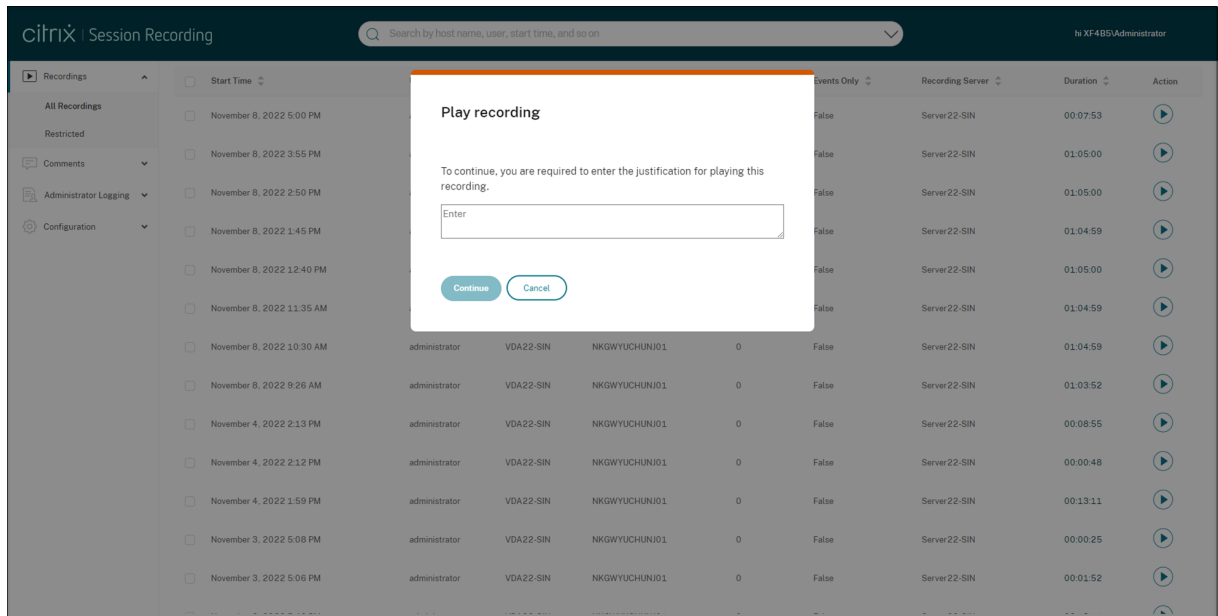 citrix | Session Recording
Search by host name, user, start time, and so on
hi XF4B5\Administrator
Recordings
All Recordings
Restricted
Comments
Administrator Logging
Configuration
Start Time Events Only Recording Server Duration Action
Play recording
To continue, you are required to enter the justification for playing this
recording.
Enter
Continue Cancel
November 8, 2022 5:00 PM False Server22-SIN 00:07:53
November 8, 2022 3:55 PM False Server22-SIN 01:05:00
November 8, 2022 2:50 PM False Server22-SIN 01:05:00
November 8, 2022 1:45 PM False Server22-SIN 01:04:59
November 8, 2022 12:40 PM False Server22-SIN 01:05:00
November 8, 2022 11:35 AM False Server22-SIN 01:04:59
November 8, 2022 10:30 AM administrator VDA22-SIN NKGWYUCHUNJ01 0 False Server22-SIN 01:04:59
November 8, 2022 9:26 AM administrator VDA22-SIN NKGWYUCHUNJ01 0 False Server22-SIN 01:03:52
November 4, 2022 2:13 PM administrator VDA22-SIN NKGWYUCHUNJ01 0 False Server22-SIN 00:08:55
November 4, 2022 2:12 PM administrator VDA22-SIN NKGWYUCHUNJ01 0 False Server22-SIN 00:00:48
November 4, 2022 1:59 PM administrator VDA22-SIN NKGWYUCHUNJ01 0 False Server22-SIN 00:13:11
November 3, 2022 5:08 PM administrator VDA22-SIN NKGWYUCHUNJ01 0 False Server22-SIN 00:00:25
November 3, 2022 5:06 PM administrator VDA22-SIN NKGWYUCHUNJ01 0 False Server22-SIN 00:01:52